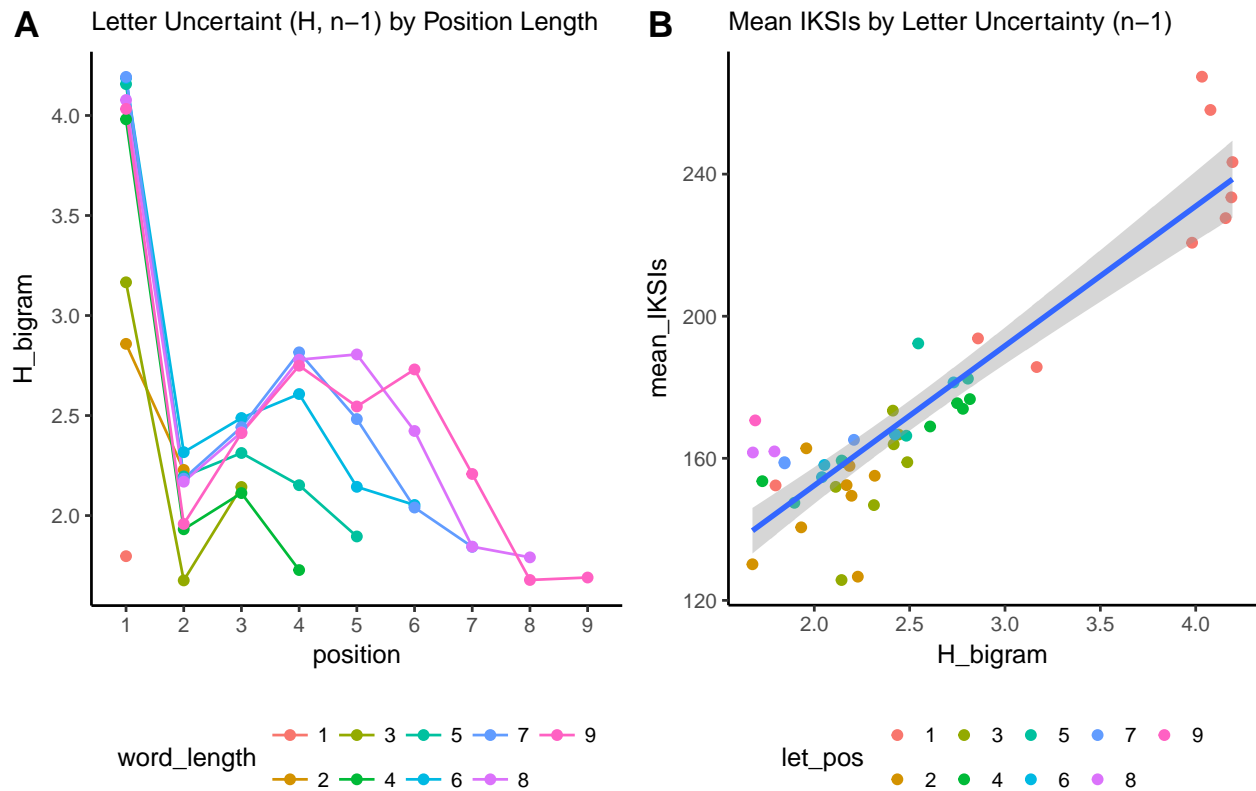 A Letter Uncertaint (H, n−1) by Position Length
4.0
3.5
3.0
2.5
2.0
H_bigram
1 2 3 4 5 6 7 8 9
position
word_length
1 3 5 7 9
2 4 6 8
B Mean IKSIs by Letter Uncertainty (n−1)
240
200
160
120
mean_IKSIs
2.0 2.5 3.0 3.5 4.0
H_bigram
let_pos
1 3 5 7 9
2 4 6 8